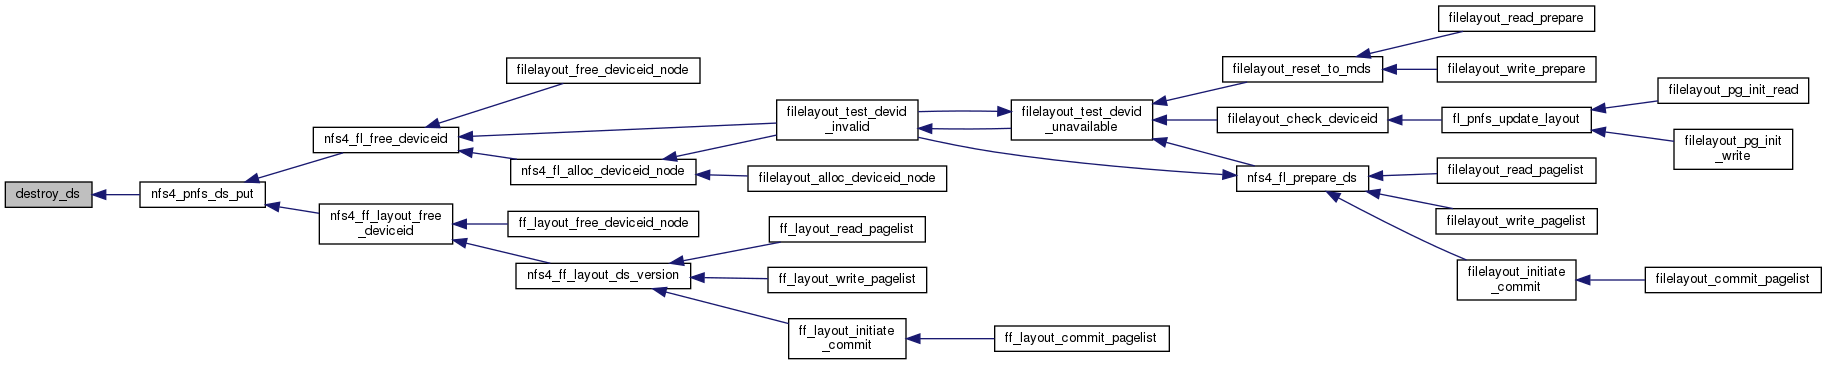 destroy_ds
nfs4_pnfs_ds_put
nfs4_fl_free_deviceid
nfs4_ff_layout_free
_deviceid
filelayout_free_deviceid_node
nfs4_fl_alloc_deviceid_node
ff_layout_free_deviceid_node
nfs4_ff_layout_ds_version
filelayout_test_devid
_invalid
filelayout_alloc_deviceid_node
ff_layout_read_pagelist
ff_layout_write_pagelist
ff_layout_initiate
_commit
filelayout_test_devid
_unavailable
ff_layout_commit_pagelist
filelayout_reset_to_mds
filelayout_check_deviceid
nfs4_fl_prepare_ds
filelayout_read_prepare
filelayout_write_prepare
fl_pnfs_update_layout
filelayout_read_pagelist
filelayout_write_pagelist
filelayout_initiate
_commit
filelayout_pg_init_read
filelayout_pg_init
_write
filelayout_commit_pagelist